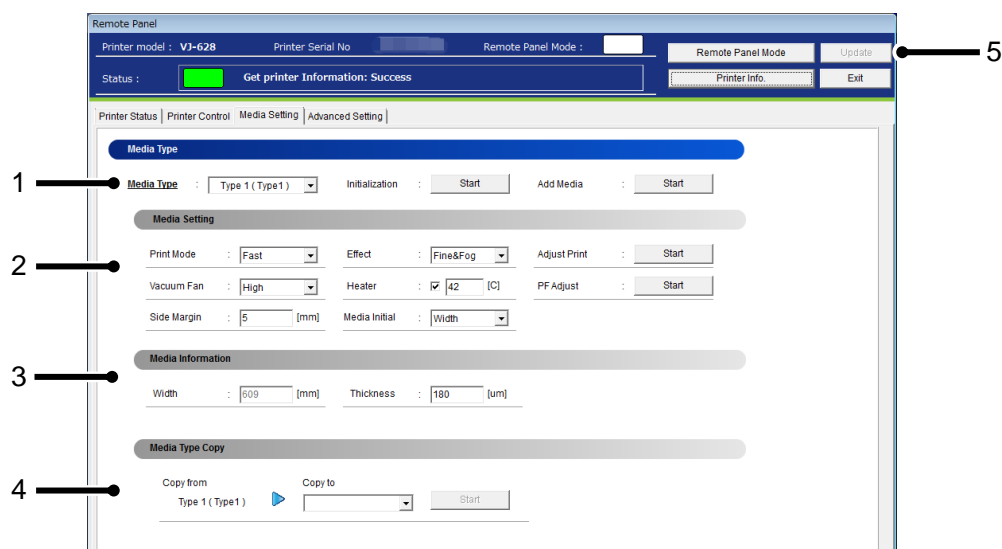 Remote Panel
Printer model : VJ-628 Printer Serial No Remote Panel Mode : Remote Panel Mode Update 5
Status : Get printer Information: Success Printer Info. Exit
Printer Status Printer Control Media Setting Advanced Setting
Media Type
1 Media Type : Type 1 ( Type1 ) Initialization : Start Add Media : Start
Media Setting
2 Print Mode : Fast Effect : Fine&Fog Adjust Print : Start
Vacuum Fan : High Heater : 42 [C] PF Adjust : Start
Side Margin : 5 [mm] Media Initial : Width
Media Information
3
Width : 609 [mm] Thickness : 180 [um]
Media Type Copy
4 Copy from Copy to
Type 1 ( Type1 ) Start